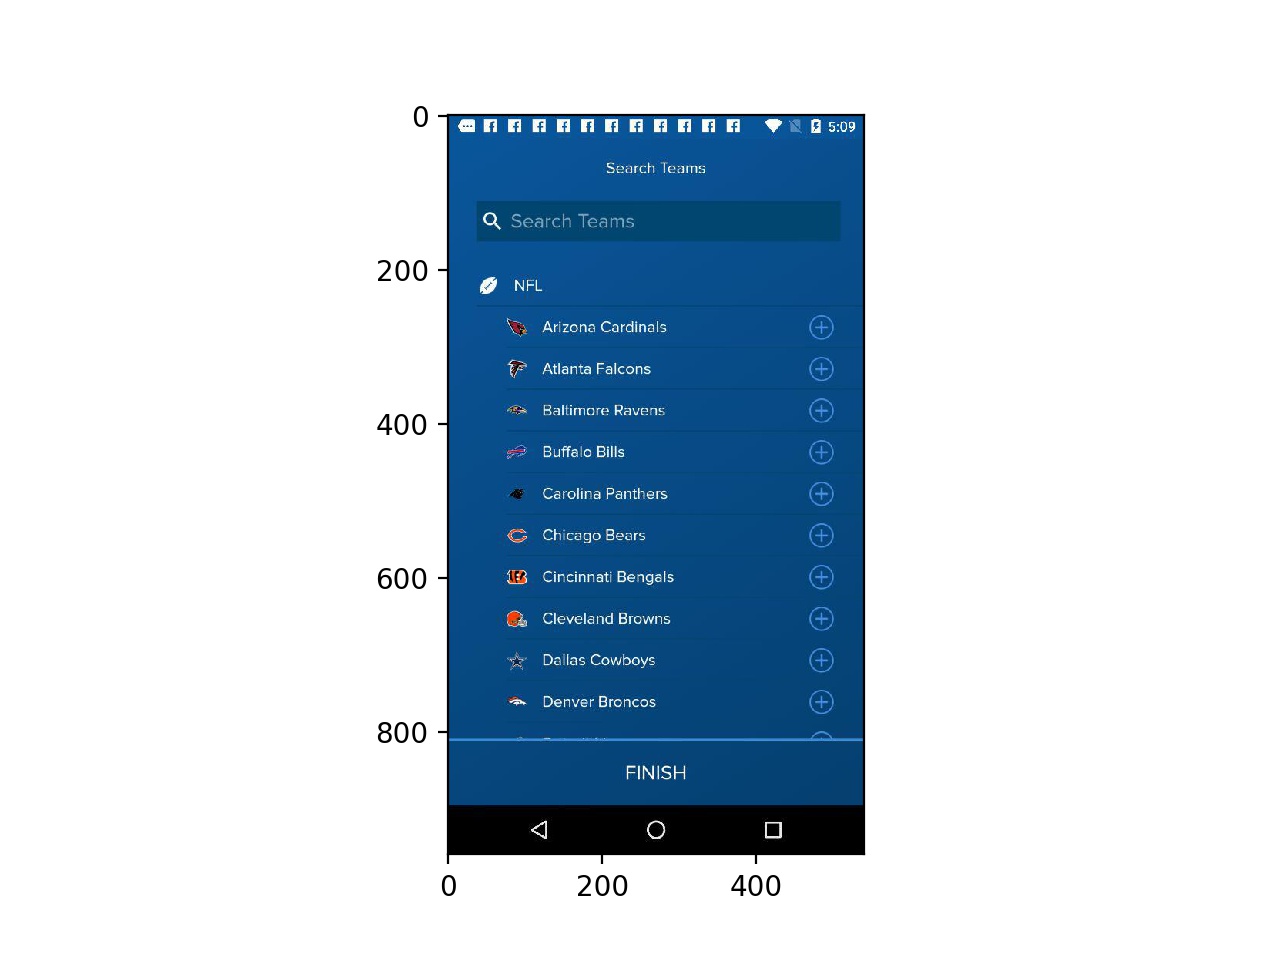 5:09
Search Teams
Search Teams
NFL
Arizona Cardinals
Atlanta Falcons
Baltimore Ravens
Buffalo Bills
Carolina Panthers
Chicago Bears
Cincinnati Bengals
Cleveland Browns
Dallas Cowboys
Denver Broncos
FINISH
0
200
400
600
800
0
200
400